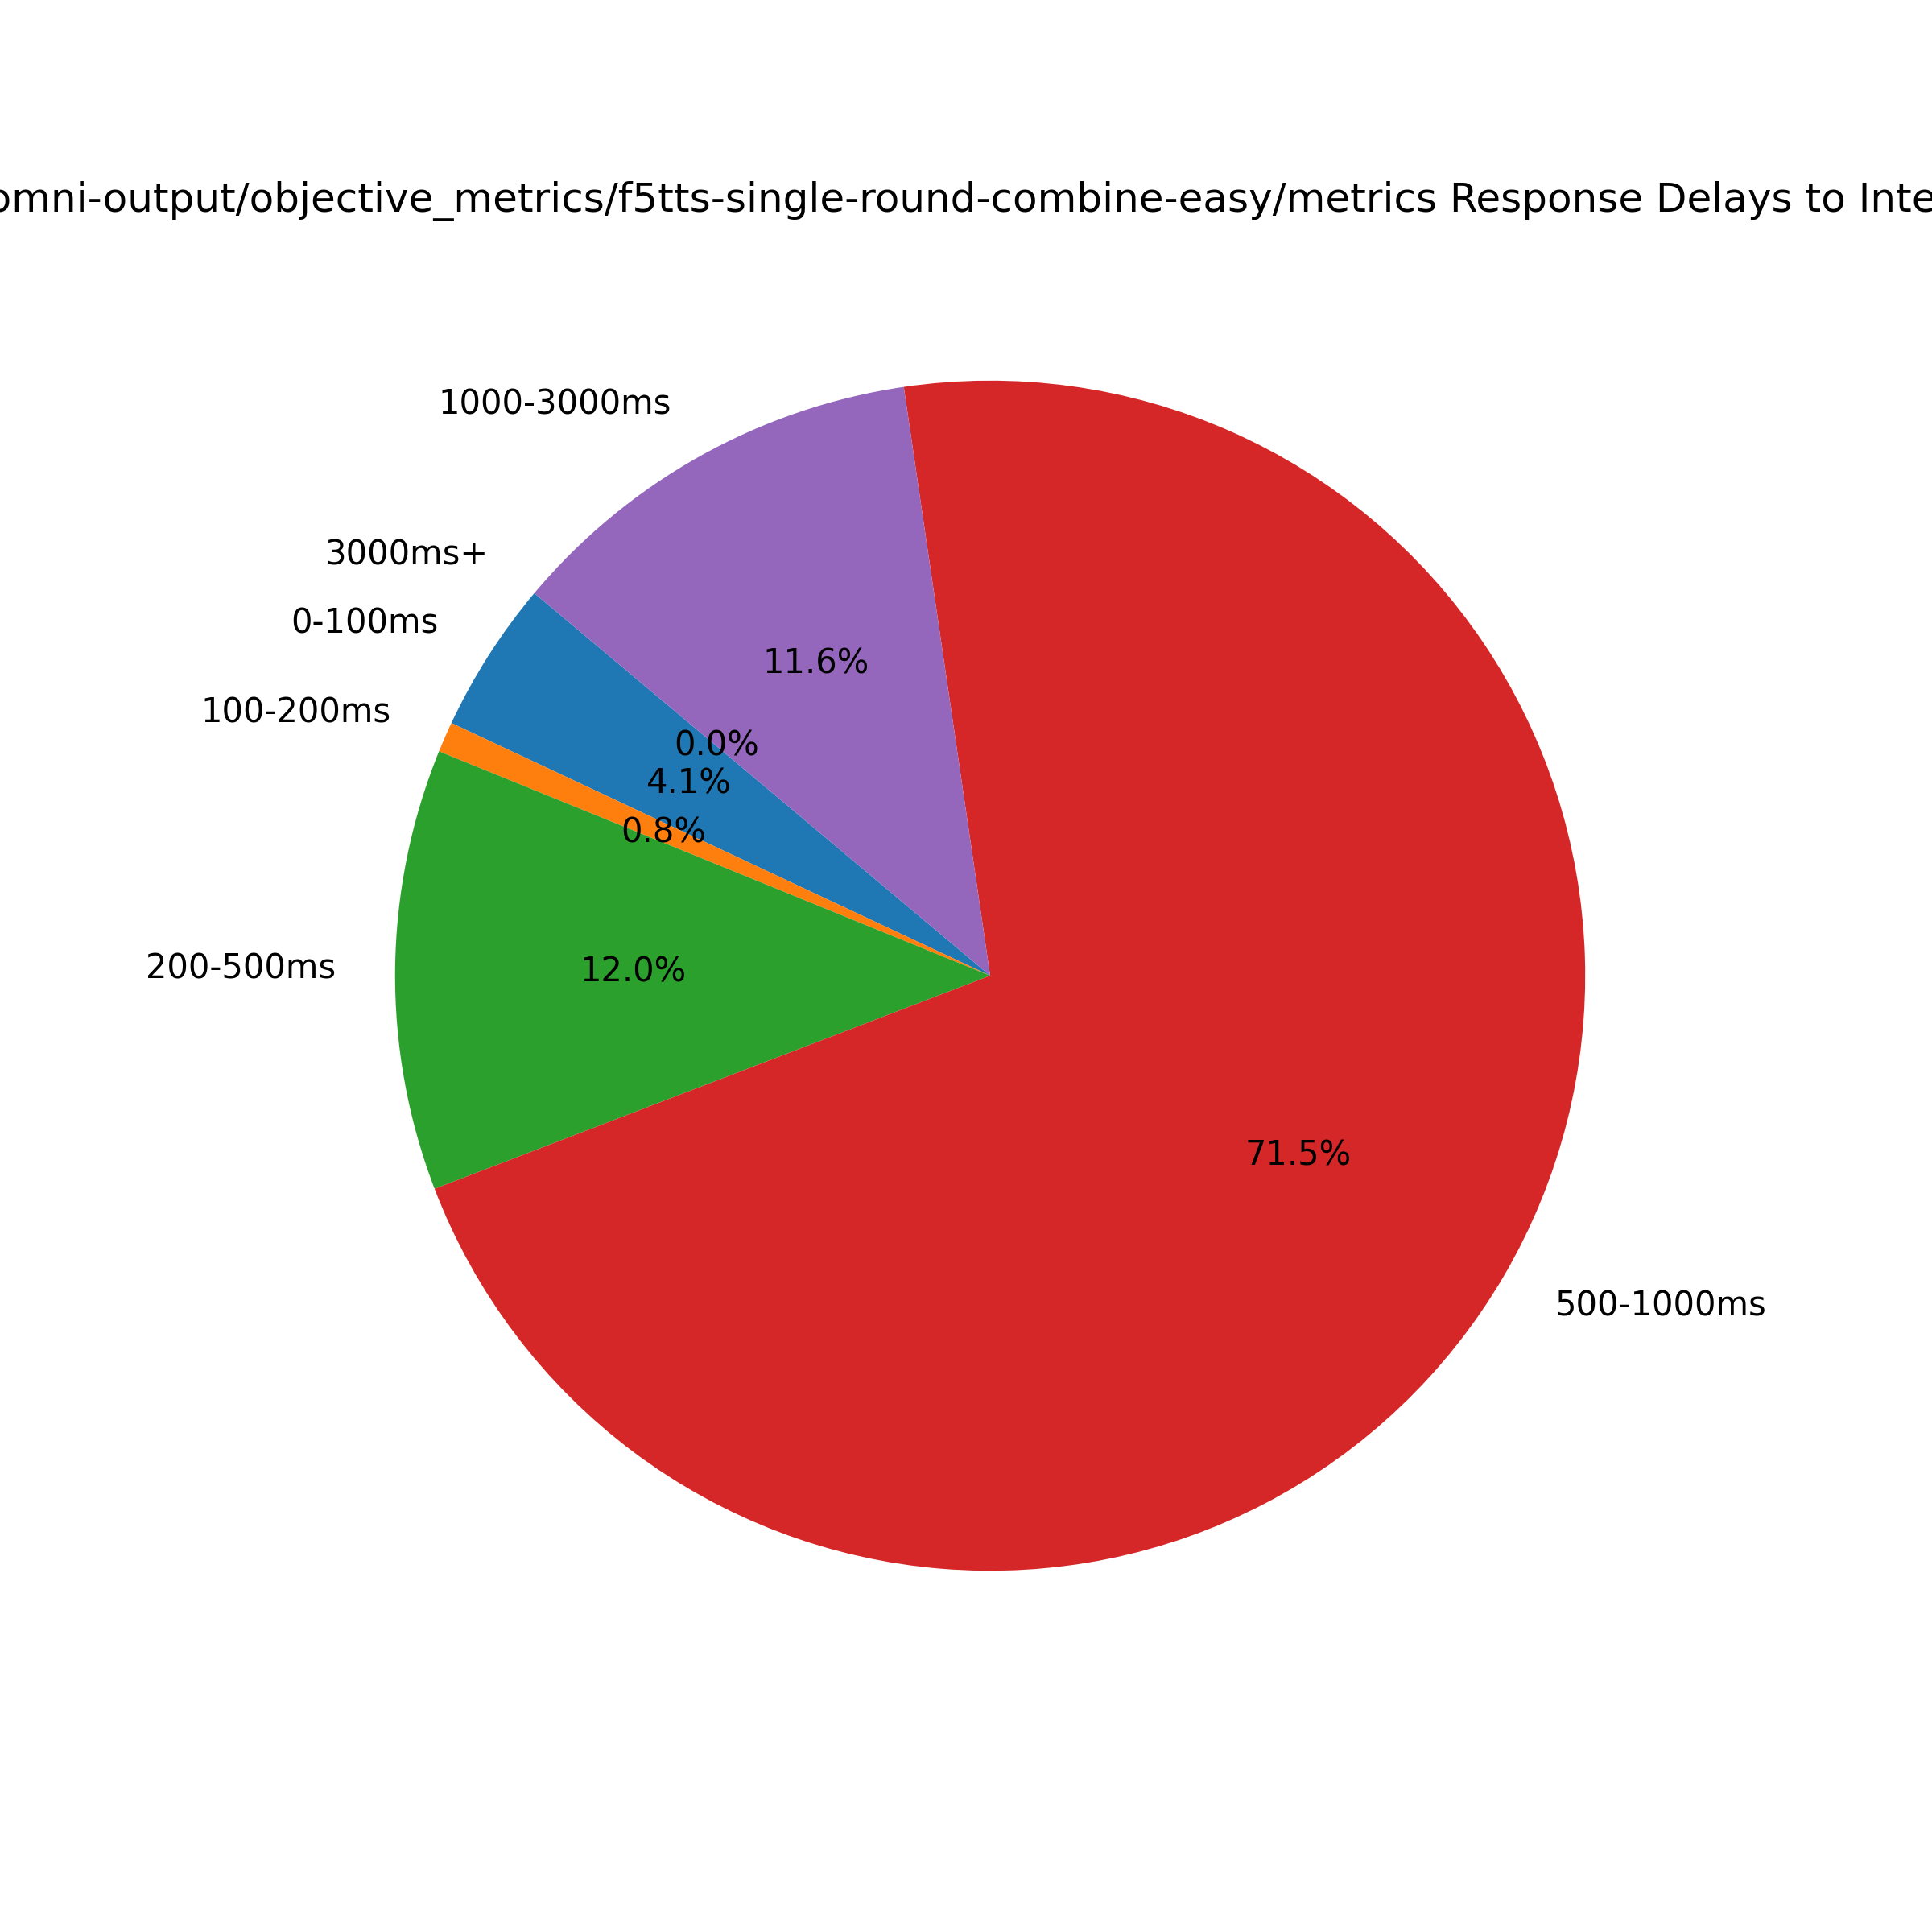 omni-output/objective_metrics/f5tts-single-round-combine-easy/metrics Response Delays to Inte
1000-3000ms
3000ms+
0-100ms
100-200ms
200-500ms
500-1000ms
11.6%
0.0%
4.1%
0.8%
12.0%
71.5%